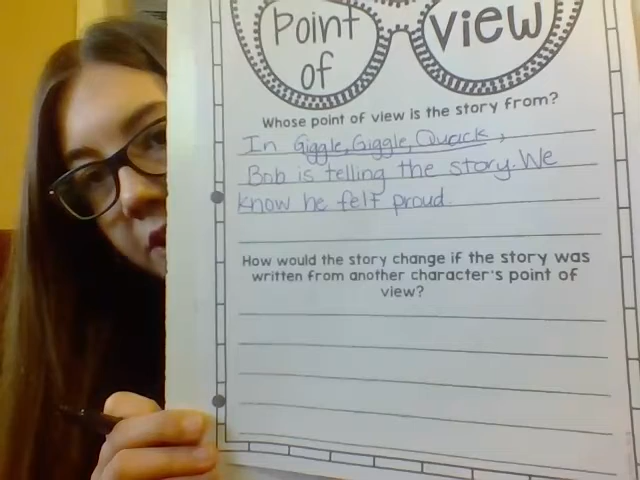 Point
of
view
Whose point of view is the story from?
In Giggle, Giggle, Quack,
Bob is telling the story. We
know he felt proud.
How would the story change if the story was
written from another character's point of
view?